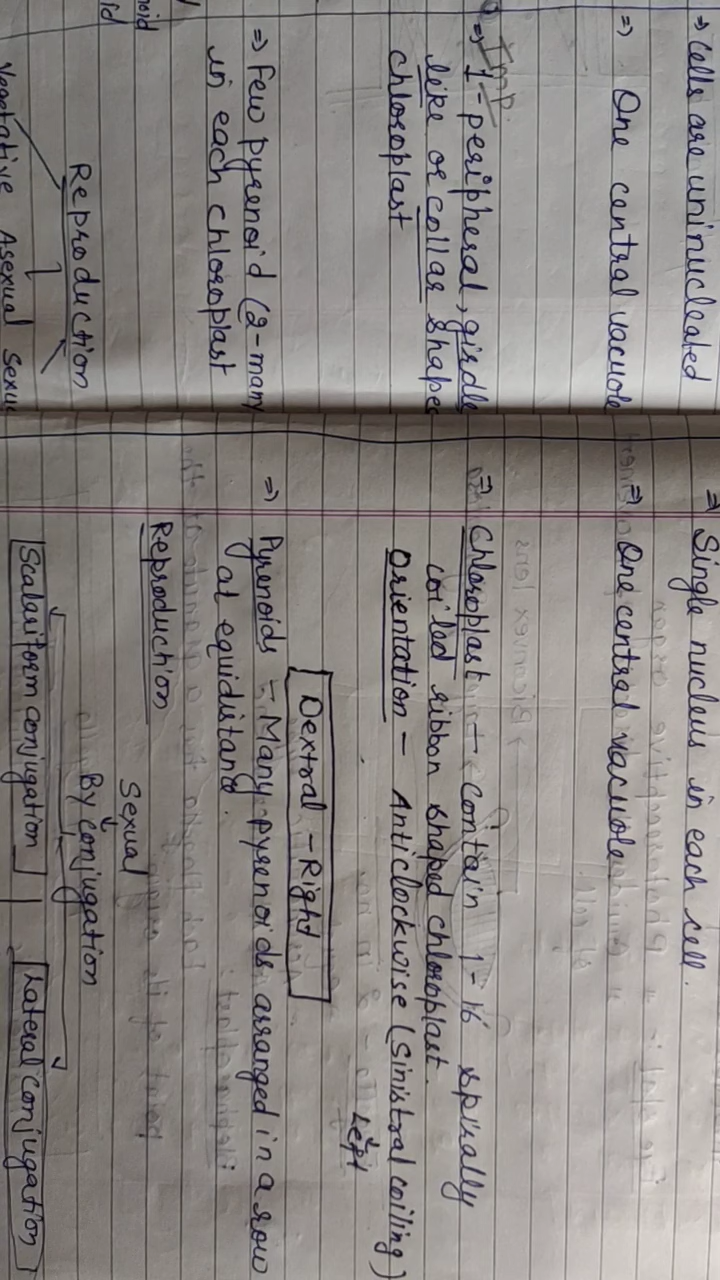 ⇒ Cells are uninucleated
⇒ One central vacuole
Imp.
⇒ 1 - peripheral, girdle
like or collar shape
chloroplast
⇒ Few pyrenoid (2-many
in each chloroplast
Reproduction
Vegetative Asexual Sexu
⇒ Single nucleus in each cell.
⇒ One central vacuole
⇒ Chloroplast - Contain 1-16 spirally
coiled ribbon shaped chloroplast.
Orientation - Anticlockwise (Sinistral coiling)
Left
Dextral - Right
⇒ Pyrenoids - Many pyrenoids arranged in a row
at equidistand.
Reproduction
Sexual
By conjugation
Scalariform conjugation
Lateral conjugation